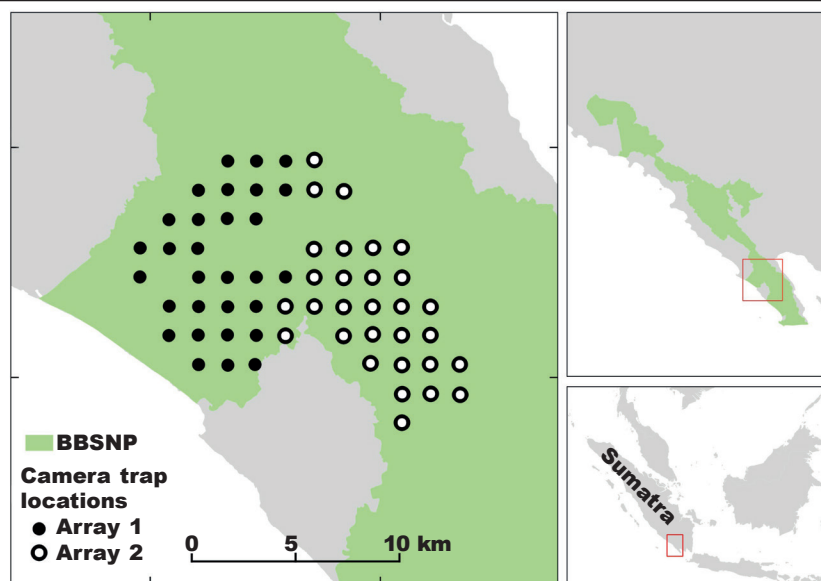 BBSNP
Camera trap
locations
Array 1
Array 2
0 5 10 km
Sumatra